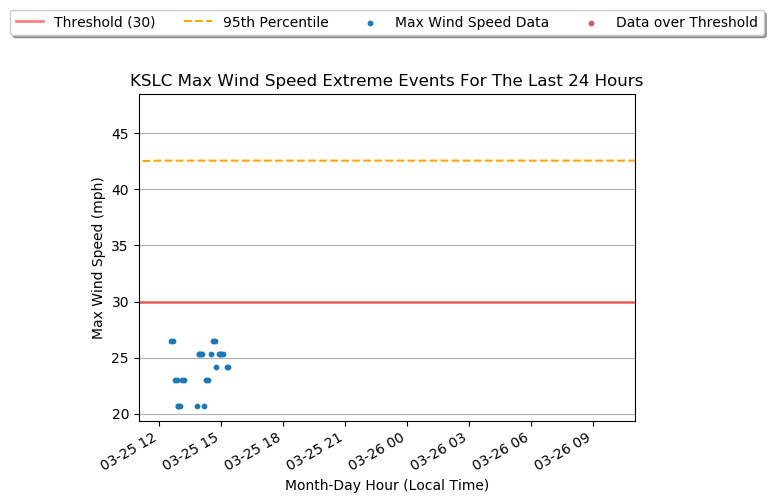 Threshold (30) 95th Percentile Max Wind Speed Data Data over Threshold
KSLC Max Wind Speed Extreme Events For The Last 24 Hours
Max Wind Speed (mph)
45
40
35
30
25
20
03-25 12 03-25 15 03-25 18 03-25 21 03-26 00 03-26 03 03-26 06 03-26 09
Month-Day Hour (Local Time)